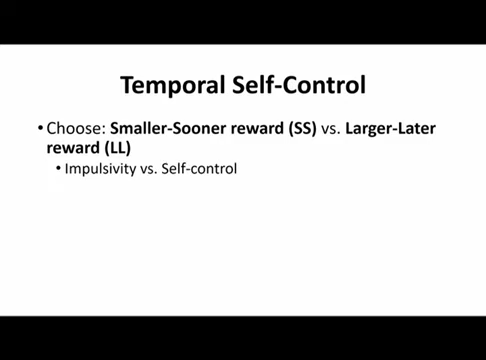 Temporal Self-Control
• Choose: Smaller-Sooner reward (SS) vs. Larger-Later
reward (LL)
• Impulsivity vs. Self-control